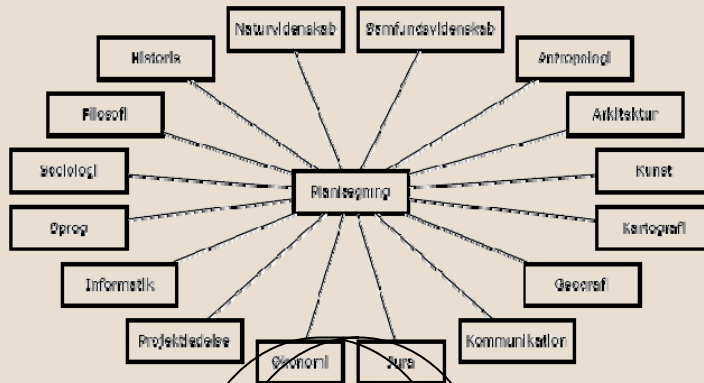 Naturvidenskab
Samfundsvidenskab
Historie
Antropologi
Filosofi
Arkitektur
Sociologi
Kunst
Planlægning
Sprog
Kartografi
Informatik
Geografi
Projektledelse
Kommunikation
Økonomi
Jura